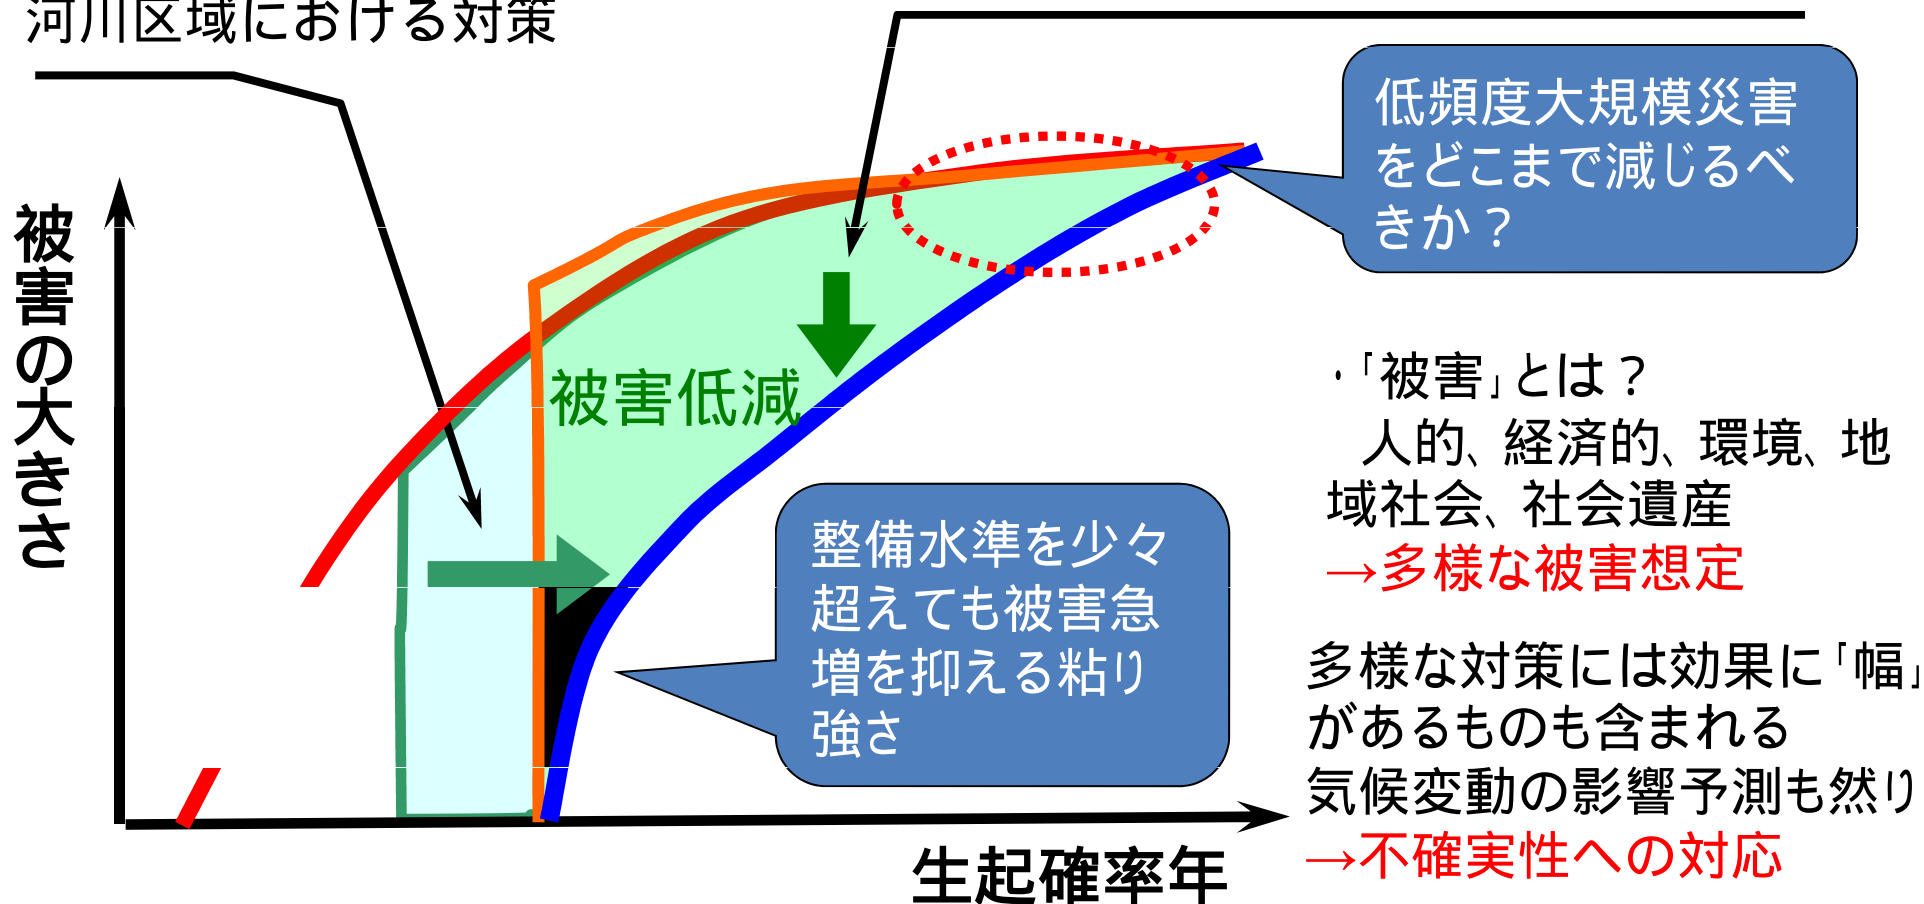 河川区域における対策
低頻度大規模災害
をどこまで減じるべ
きか？
被害の大きさ
被害低減
・「被害」とは？
人的、経済的、環境、地
域社会、社会遺産
→多様な被害想定
整備水準を少々
超えても被害急
増を抑える粘り
強さ
多様な対策には効果に「幅」
があるものも含まれる
気候変動の影響予測も然り
→不確実性への対応
生起確率年